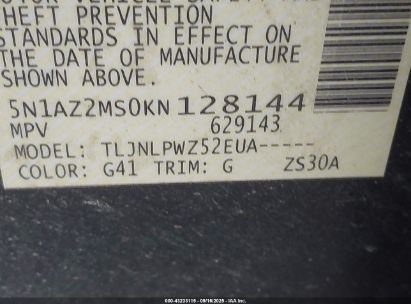 THEFT PREVENTION
STANDARDS IN EFFECT ON
THE DATE OF MANUFACTURE
SHOWN ABOVE.
5N1AZ2MS0KN128144
MPV 629143
MODEL: TLJNLPWZ52EUA-----
COLOR: G41 TRIM: G ZS30A